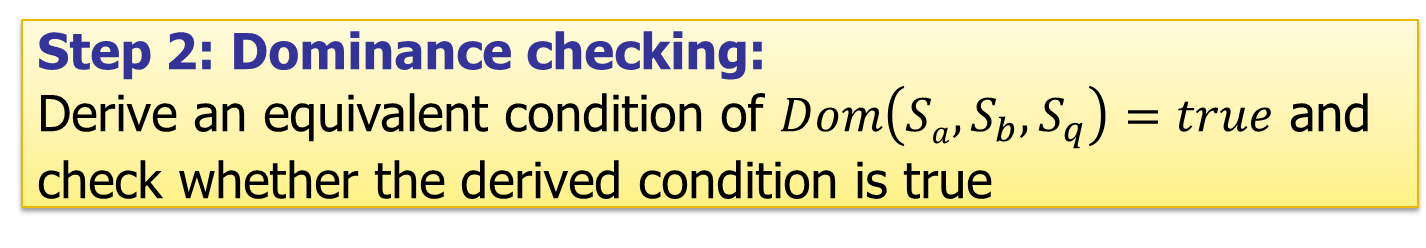 Step 2: Dominance checking:
Derive an equivalent condition of 𝐷𝑜𝑚(𝑆ₐ, 𝑆_b, 𝑆_q) = 𝑡𝑟𝑢𝑒 and
check whether the derived condition is true